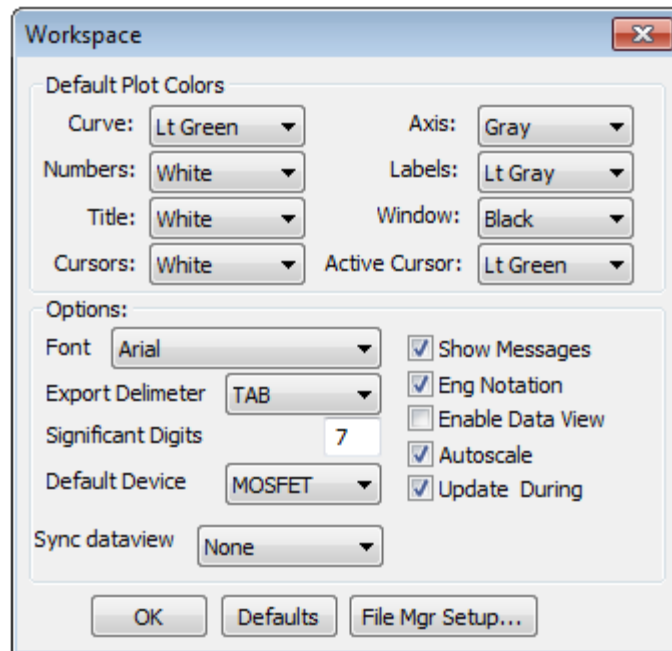 Workspace
Default Plot Colors
Curve: Lt Green Axis: Gray
Numbers: White Labels: Lt Gray
Title: White Window: Black
Cursors: White Active Cursor: Lt Green
Options:
Font Arial Show Messages
Export Delimeter TAB Eng Notation
Enable Data View
Significant Digits 7 Autoscale
Default Device MOSFET Update During
Sync dataview None
OK Defaults File Mgr Setup...